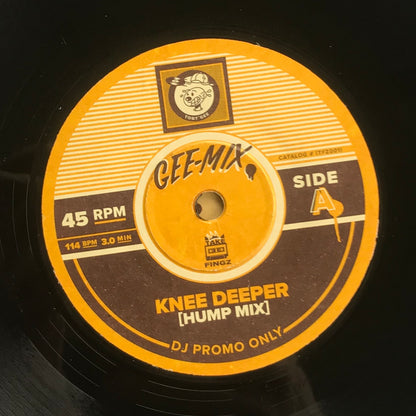 TONY GEE
GEE-MIX
CATALOG # (TF2001)
45 RPM
SIDE
A
114 BPM 3.0 MIN
TAKE
FINGZ
KNEE DEEPER
[HUMP MIX]
DJ PROMO ONLY